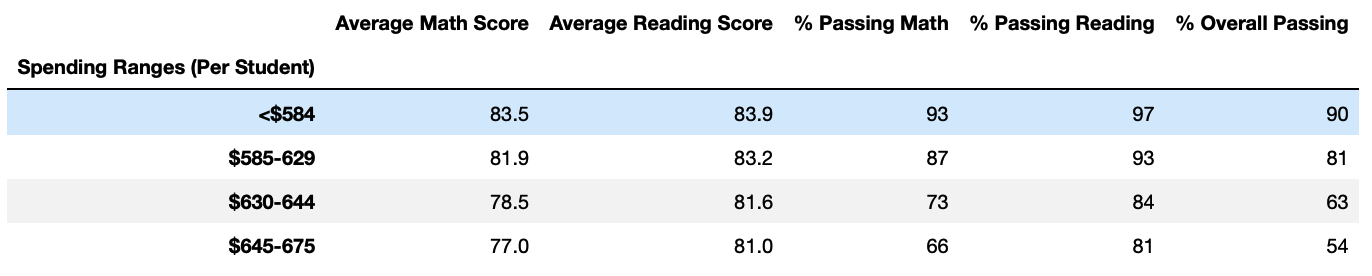 Average Math Score Average Reading Score % Passing Math % Passing Reading % Overall Passing
Spending Ranges (Per Student)
<$584 83.5 83.9 93 97 90
$585-629 81.9 83.2 87 93 81
$630-644 78.5 81.6 73 84 63
$645-675 77.0 81.0 66 81 54